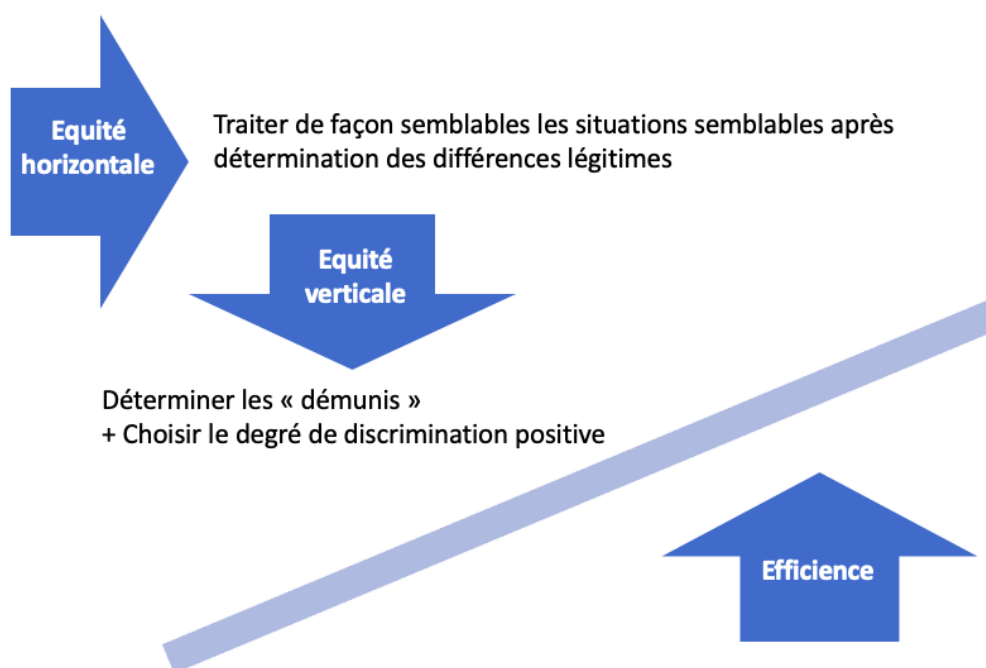 Equité
horizontale
Traiter de façon semblables les situations semblables après
détermination des différences légitimes
Equité
verticale
Déterminer les « démunis »
+ Choisir le degré de discrimination positive
Efficience